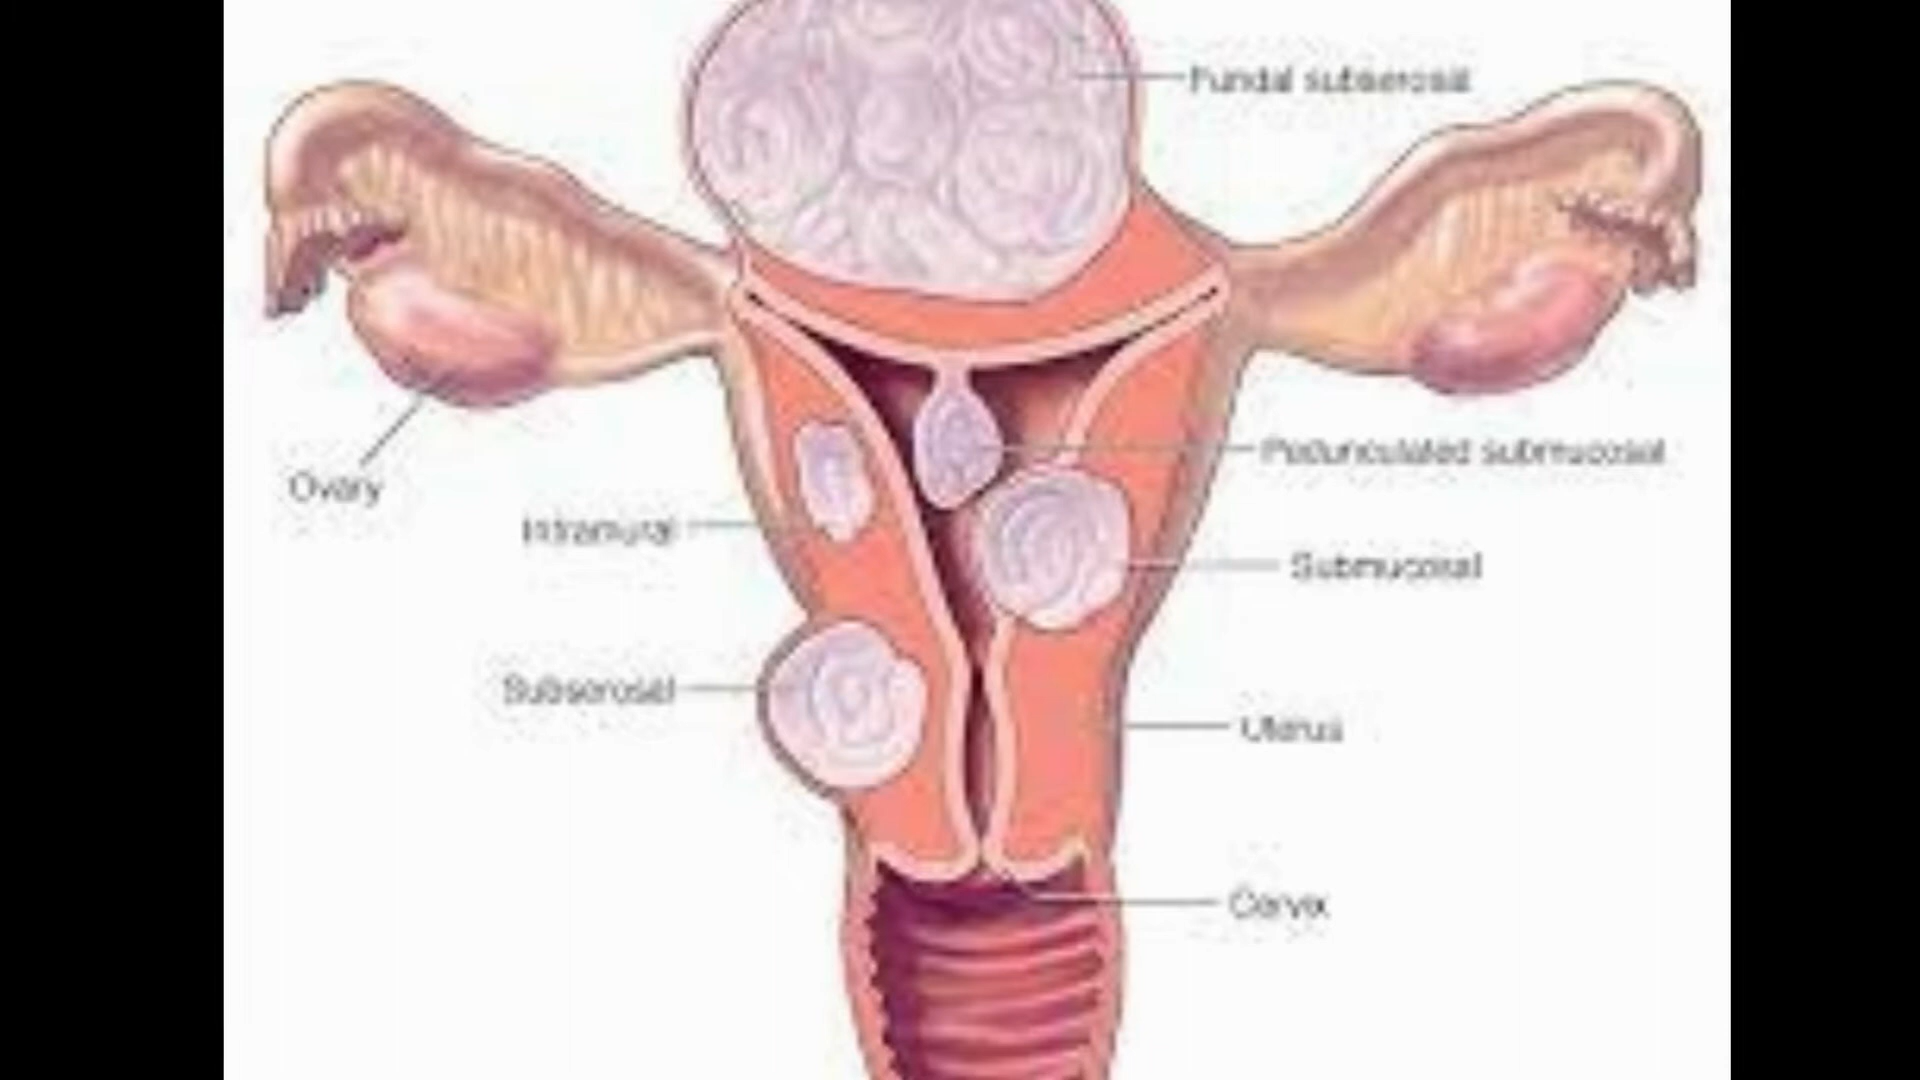 Fundal subserosal
Pedunculated submucosal
Ovary
Intramural
Submucosal
Subserosal
Uterus
Cervix